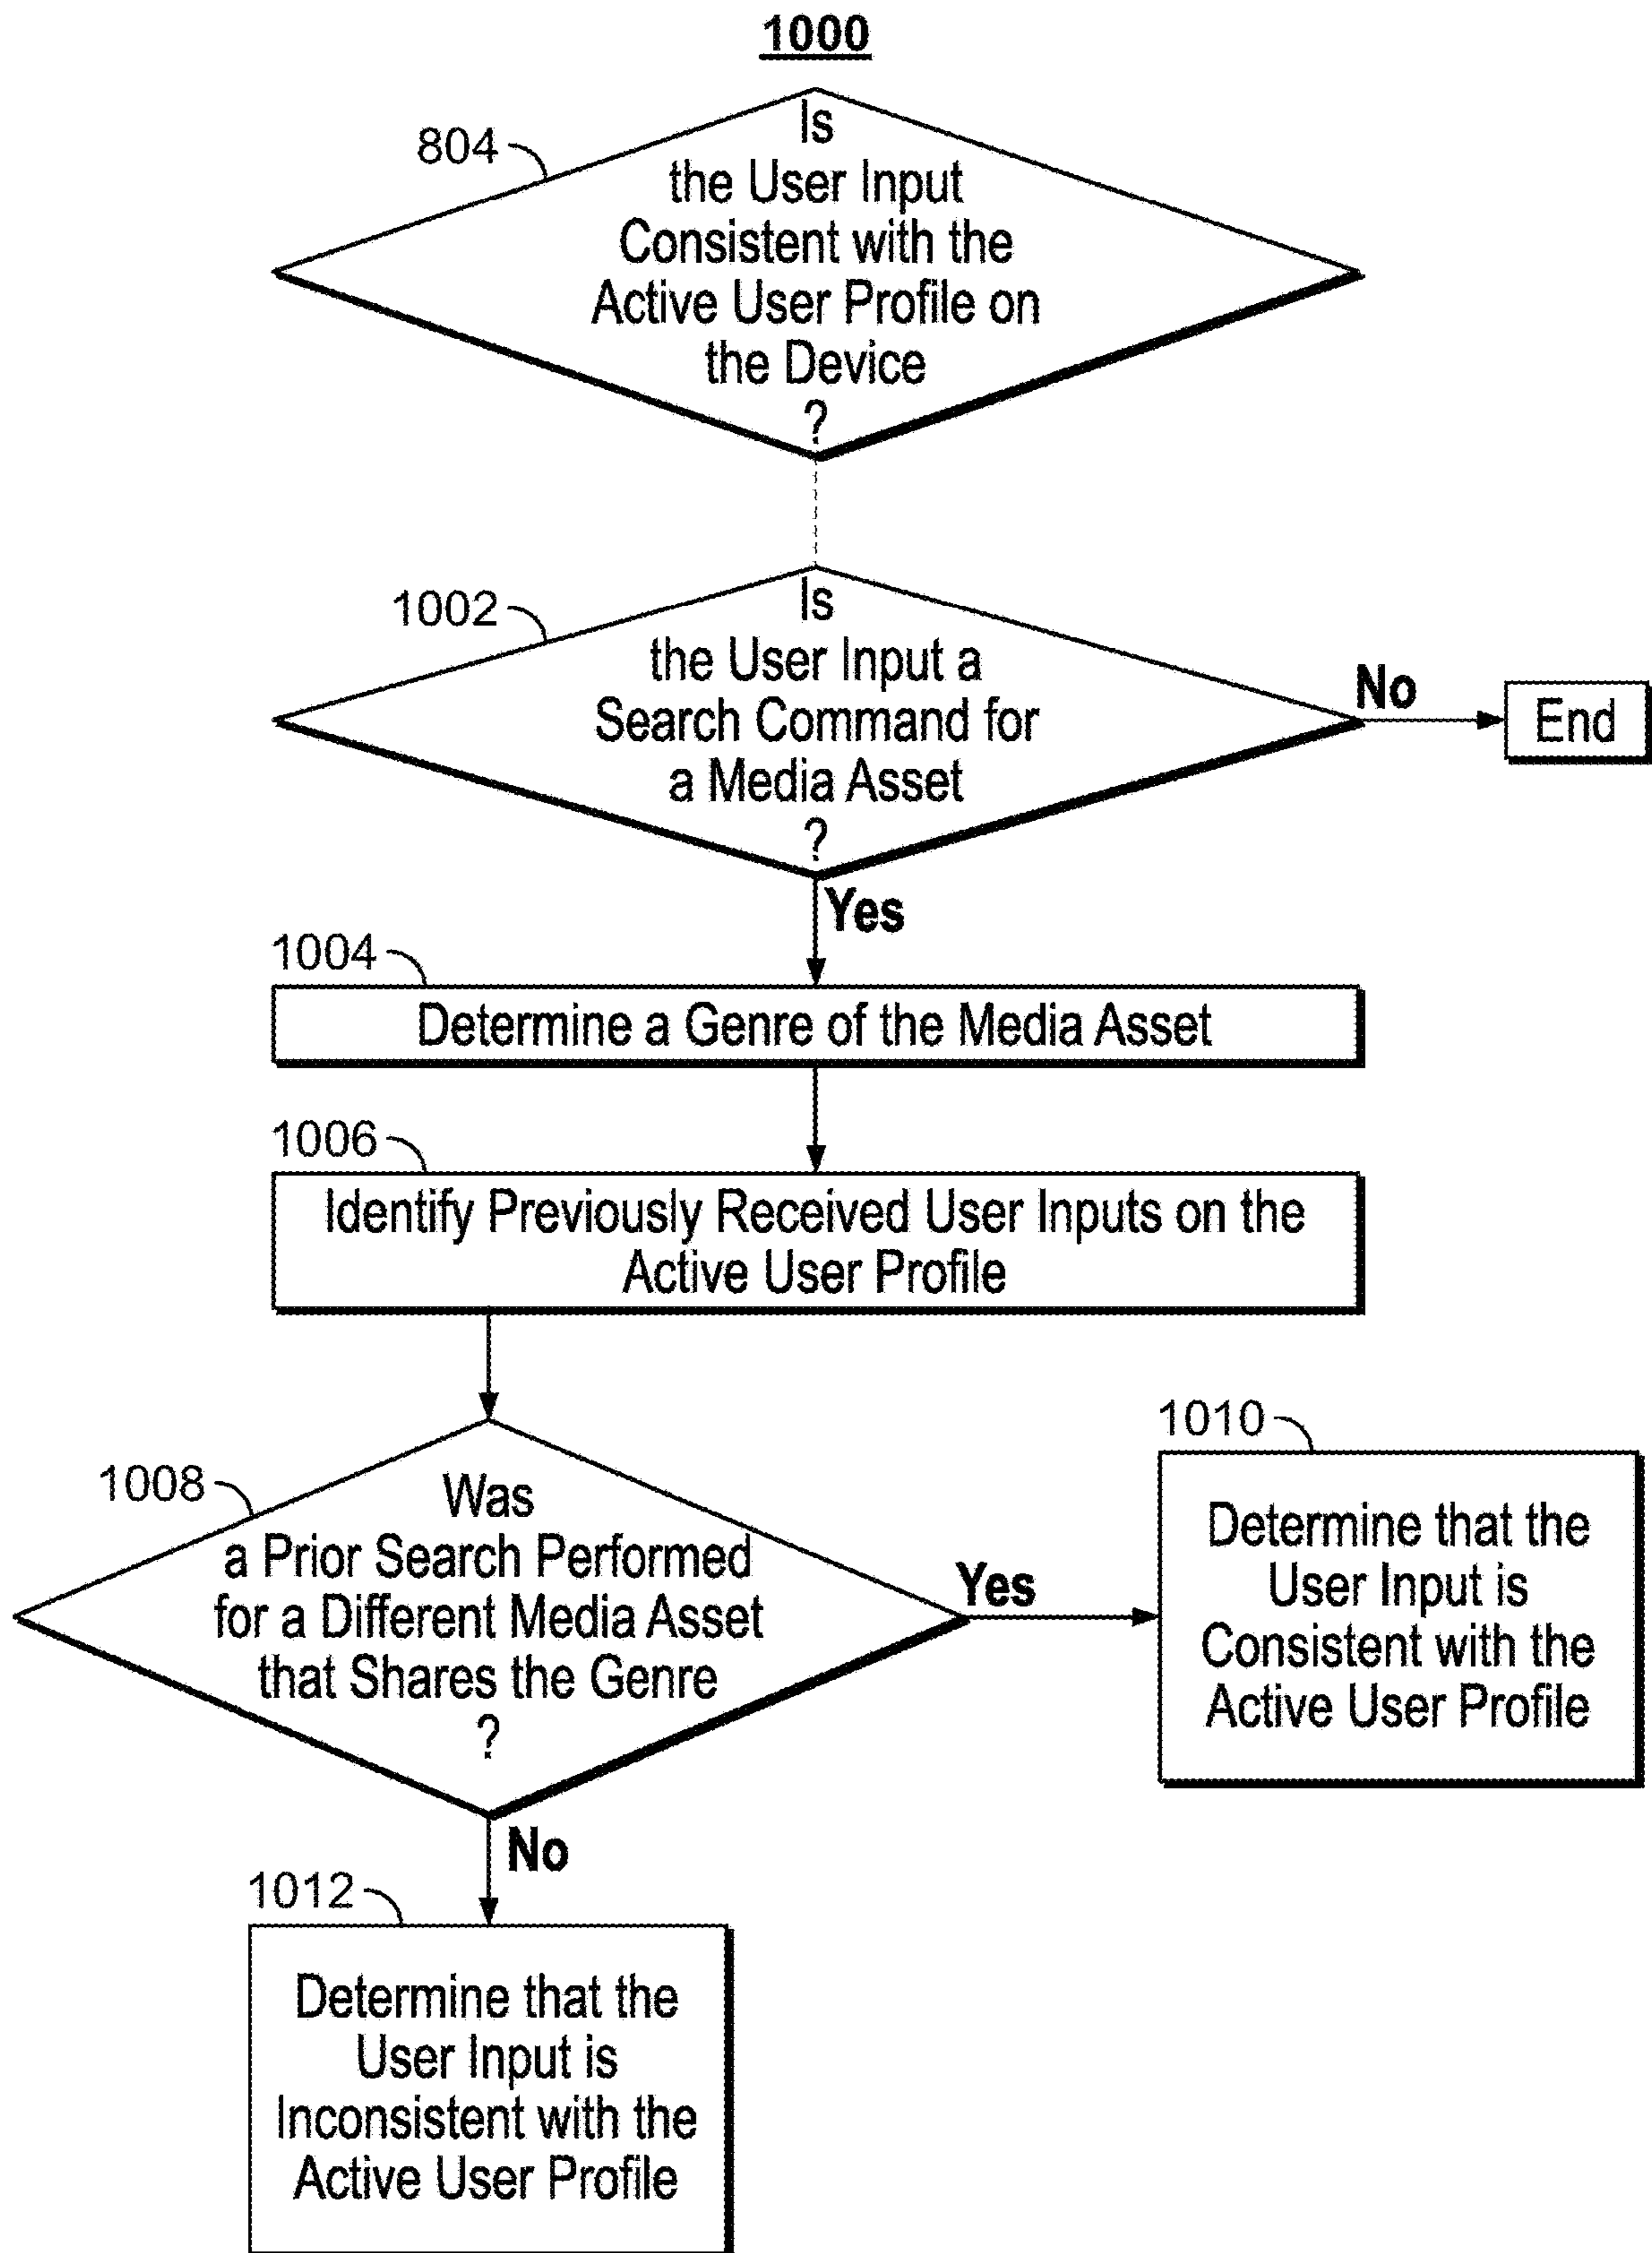 1000
804
Is
the User Input
Consistent with the
Active User Profile on
the Device
?
1002
Is
the User Input a
Search Command for
a Media Asset
?
No
End
Yes
1004
Determine a Genre of the Media Asset
1006
Identify Previously Received User Inputs on the
Active User Profile
1008
Was
a Prior Search Performed
for a Different Media Asset
that Shares the Genre
?
Yes
1010
Determine that the
User Input is
Consistent with the
Active User Profile
No
1012
Determine that the
User Input is
Inconsistent with the
Active User Profile